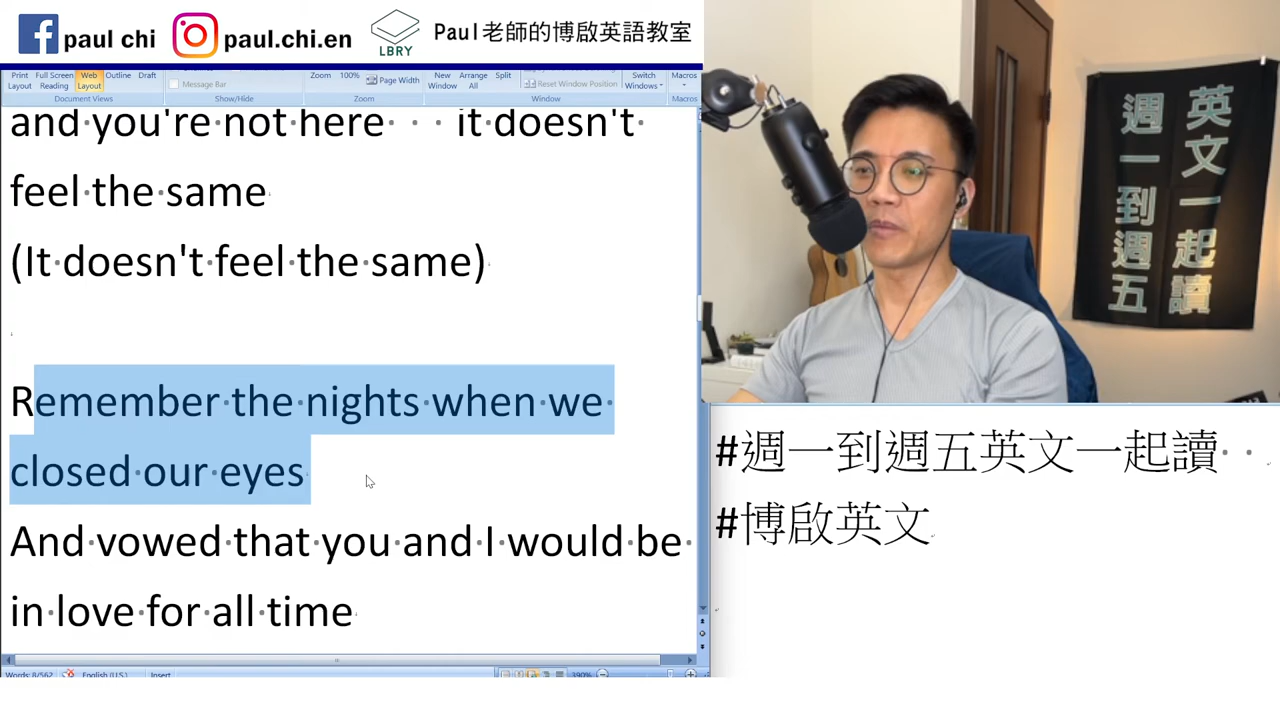 paul chi
paul.chi.en
LBRY
Paul老師的博啟英語教室
Print Layout
Full Screen Reading
Web Layout
Outline
Draft
Message Bar
Zoom
100%
Page Width
New Window
Arrange All
Split
Reset Window Position
Switch Windows
Macros
Document Views
Show/Hide
Zoom
Window
Macros
and you're not here it doesn't
feel the same
(It doesn't feel the same)
Remember the nights when we
closed our eyes
And vowed that you and I would be
in love for all time
Words: 8/562
English (U.S.)
Insert
390%
英文一起讀
週一到週五
#週一到週五英文一起讀
#博啟英文